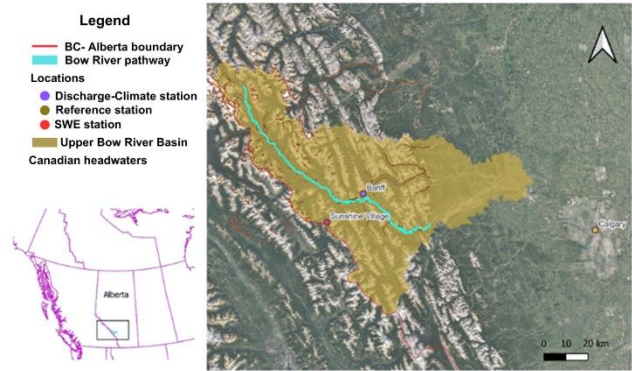 Legend
BC- Alberta boundary
Bow River pathway
Locations
Discharge-Climate station
Reference station
SWE station
Upper Bow River Basin
Canadian headwaters
Alberta
Banff
Sunshine Village
Calgary
0 10 20 km